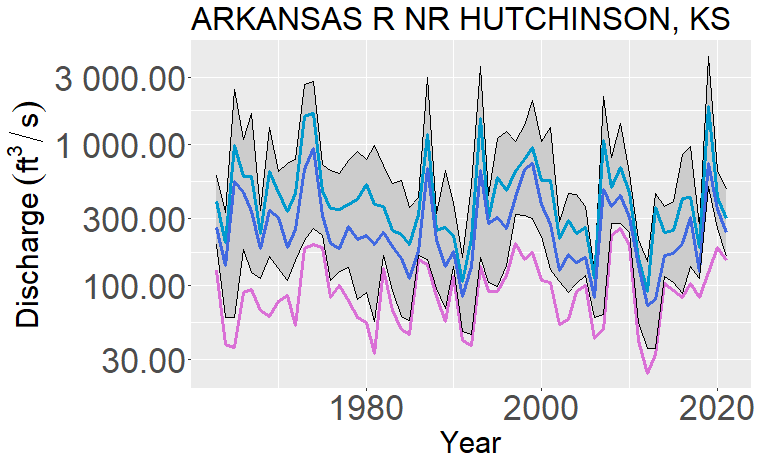 ARKANSAS R NR HUTCHINSON, KS
3 000.00
1 000.00
300.00
100.00
30.00
Discharge (ft³/s)
1980
2000
2020
Year